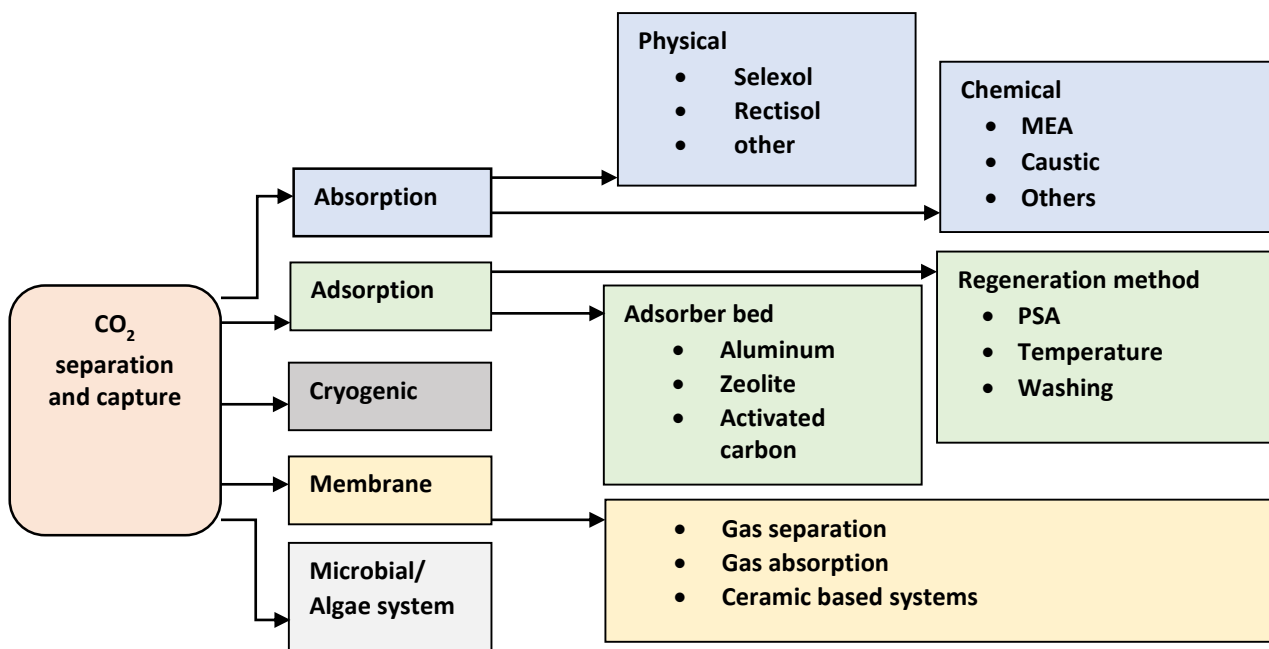 CO₂
separation
and capture
Absorption
Physical
• Selexol
• Rectisol
• other
Chemical
• MEA
• Caustic
• Others
Adsorption
Adsorber bed
• Aluminum
• Zeolite
• Activated
carbon
Regeneration method
• PSA
• Temperature
• Washing
Cryogenic
Membrane
• Gas separation
• Gas absorption
• Ceramic based systems
Microbial/
Algae system